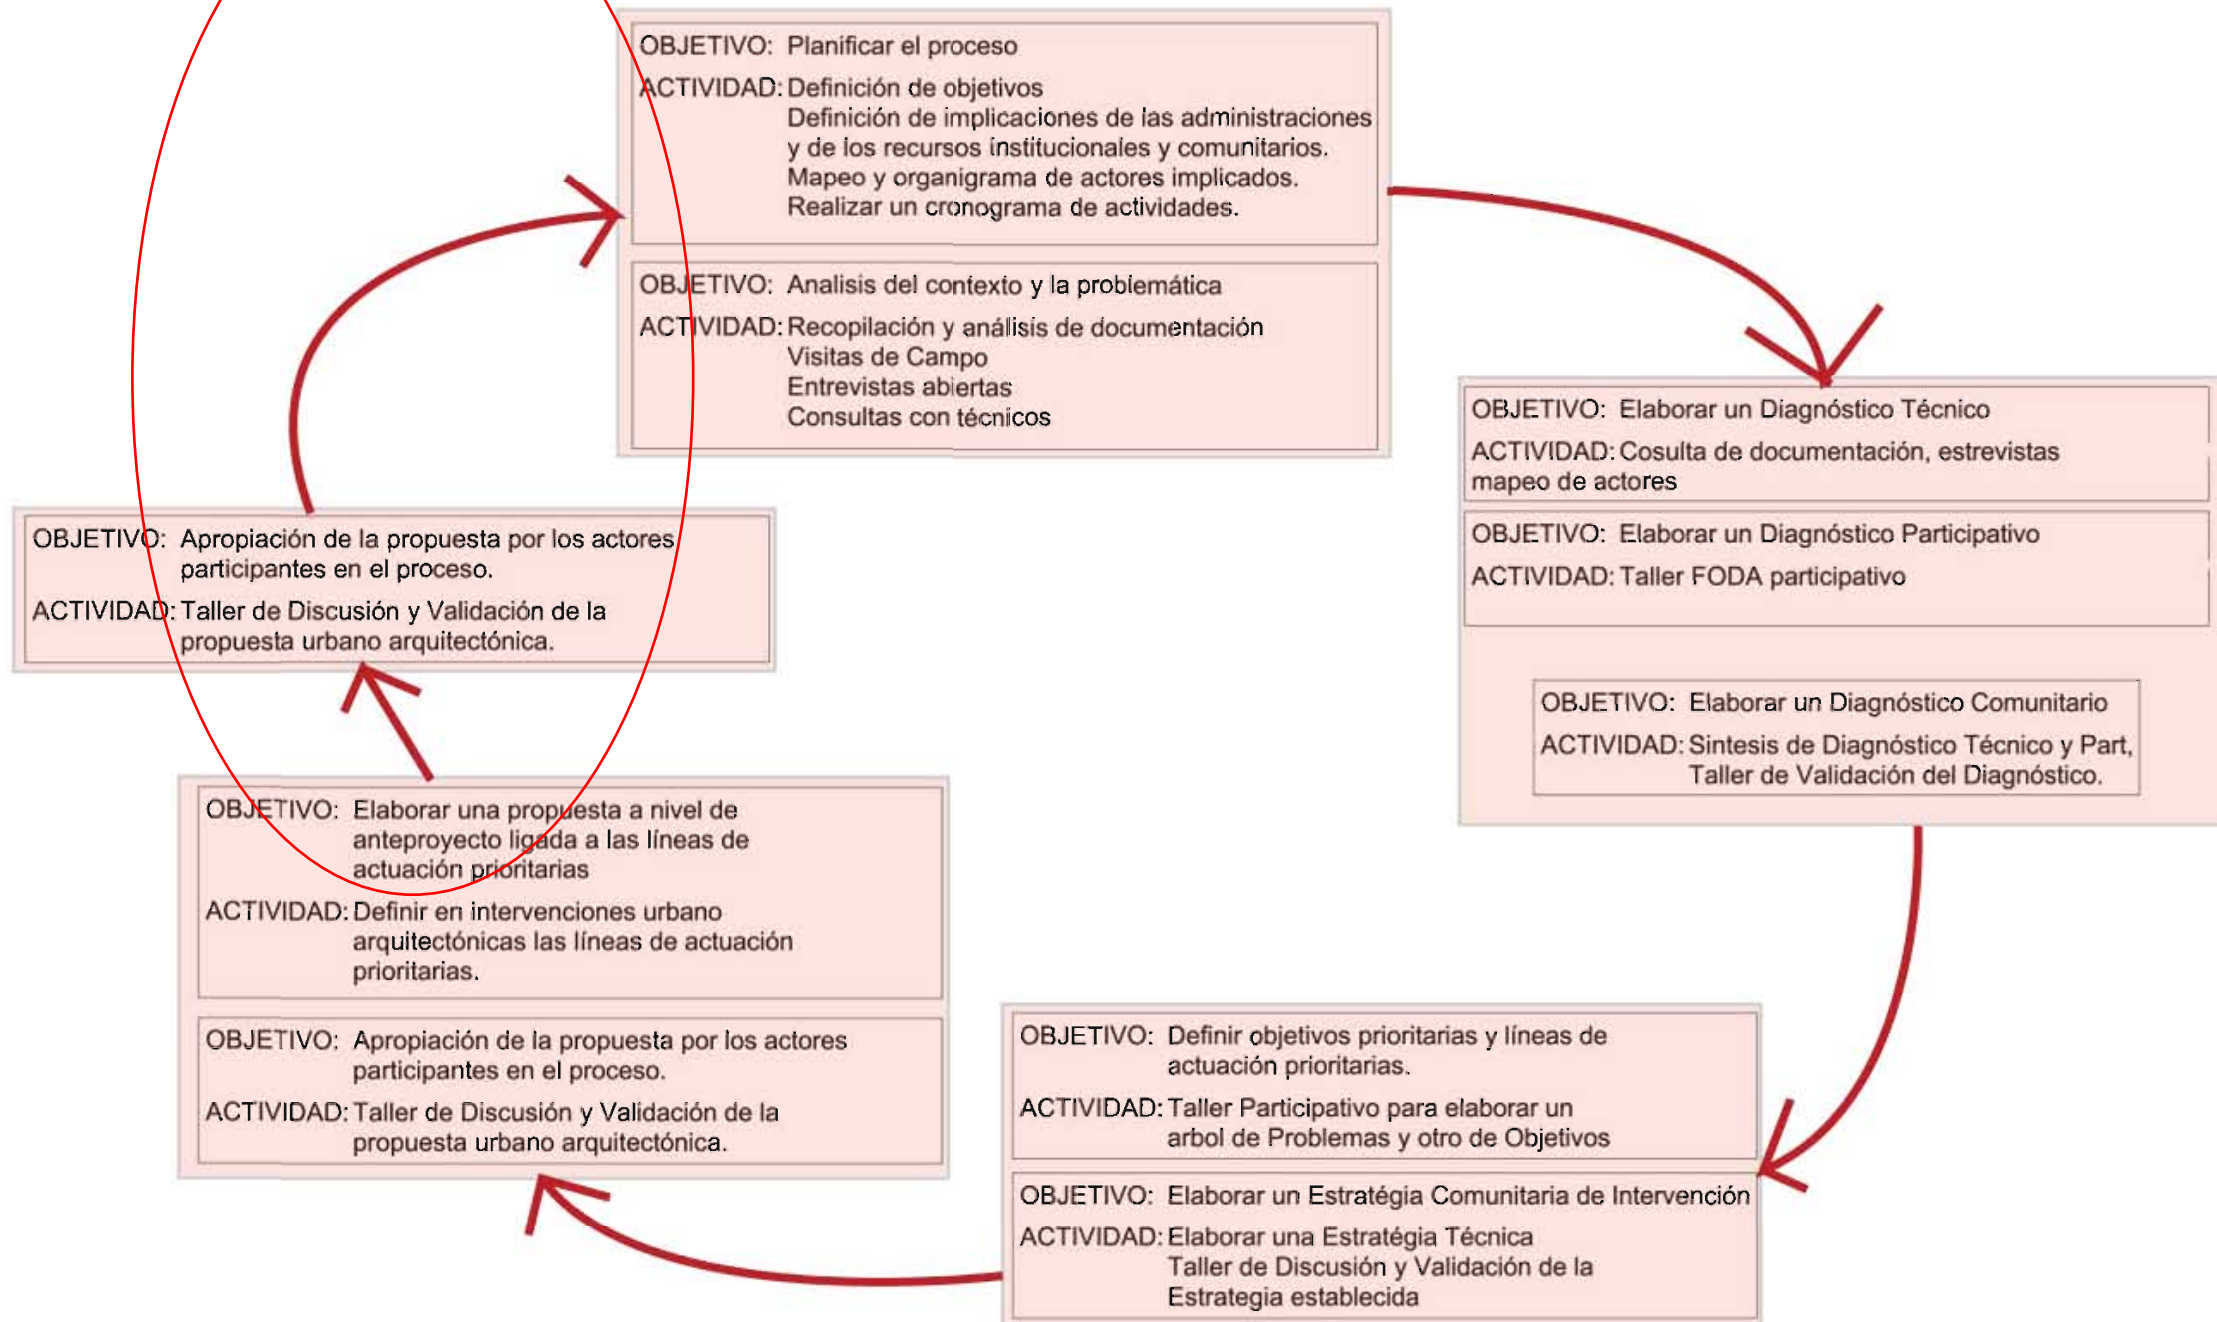 OBJETIVO: Planificar el proceso
ACTIVIDAD: Definición de objetivos
Definición de implicaciones de las administraciones
y de los recursos institucionales y comunitarios.
Mapeo y organigrama de actores implicados.
Realizar un cronograma de actividades.
OBJETIVO: Analisis del contexto y la problemática
ACTIVIDAD: Recopilación y análisis de documentación
Visitas de Campo
Entrevistas abiertas
Consultas con técnicos
OBJETIVO: Elaborar un Diagnóstico Técnico
ACTIVIDAD: Cosulta de documentación, estrevistas
mapeo de actores
OBJETIVO: Elaborar un Diagnóstico Participativo
ACTIVIDAD: Taller FODA participativo
OBJETIVO: Elaborar un Diagnóstico Comunitario
ACTIVIDAD: Sintesis de Diagnóstico Técnico y Part,
Taller de Validación del Diagnóstico.
OBJETIVO: Definir objetivos prioritarias y líneas de
actuación prioritarias.
ACTIVIDAD: Taller Participativo para elaborar un
arbol de Problemas y otro de Objetivos
OBJETIVO: Elaborar un Estratégia Comunitaria de Intervención
ACTIVIDAD: Elaborar una Estratégia Técnica
Taller de Discusión y Validación de la
Estrategia establecida
OBJETIVO: Elaborar una propuesta a nivel de
anteproyecto ligada a las líneas de
actuación prioritarias
ACTIVIDAD: Definir en intervenciones urbano
arquitectónicas las líneas de actuación
prioritarias.
OBJETIVO: Apropiación de la propuesta por los actores
participantes en el proceso.
ACTIVIDAD: Taller de Discusión y Validación de la
propuesta urbano arquitectónica.
OBJETIVO: Apropiación de la propuesta por los actores
participantes en el proceso.
ACTIVIDAD: Taller de Discusión y Validación de la
propuesta urbano arquitectónica.